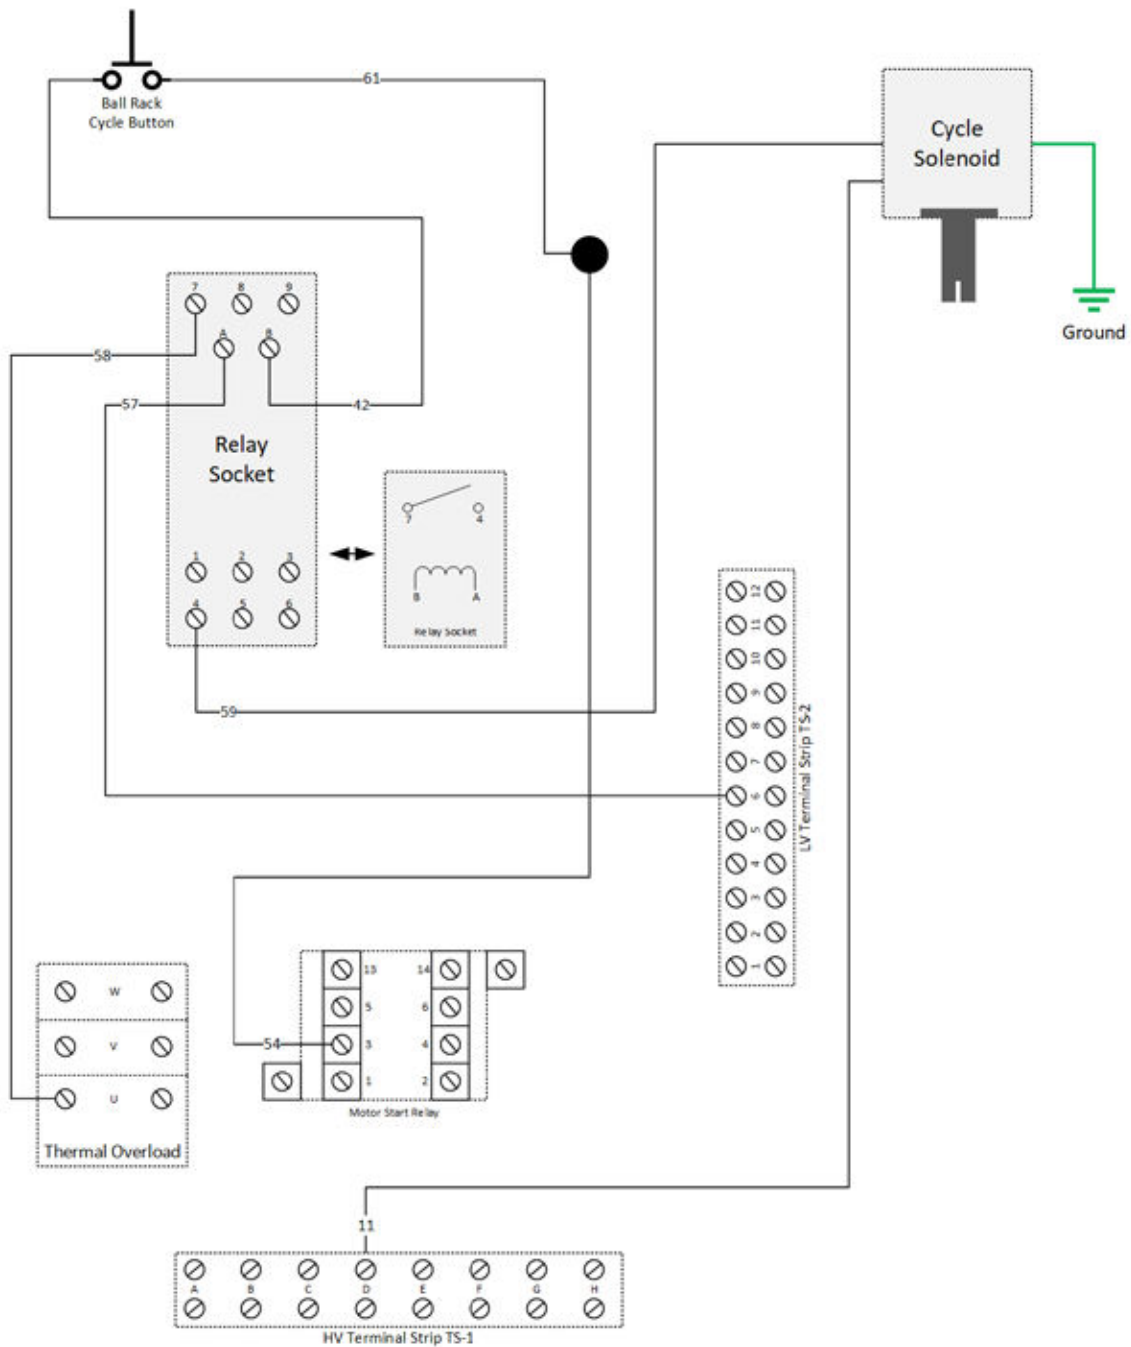 61
Ball Rack
Cycle Button
Cycle
Solenoid
Ground
7 8 9
A B
58
57
42
Relay
Socket
7 4
B A
Relay Socket
1 2 3
4 5 6
59
12
11
10
9
8
7
6
5
4
3
2
1
LV Terminal Strip TS-2
W
V
U
Thermal Overload
13 14
5 6
54
3 4
1 2
Motor Start Relay
11
A B C D E F G H
HV Terminal Strip TS-1